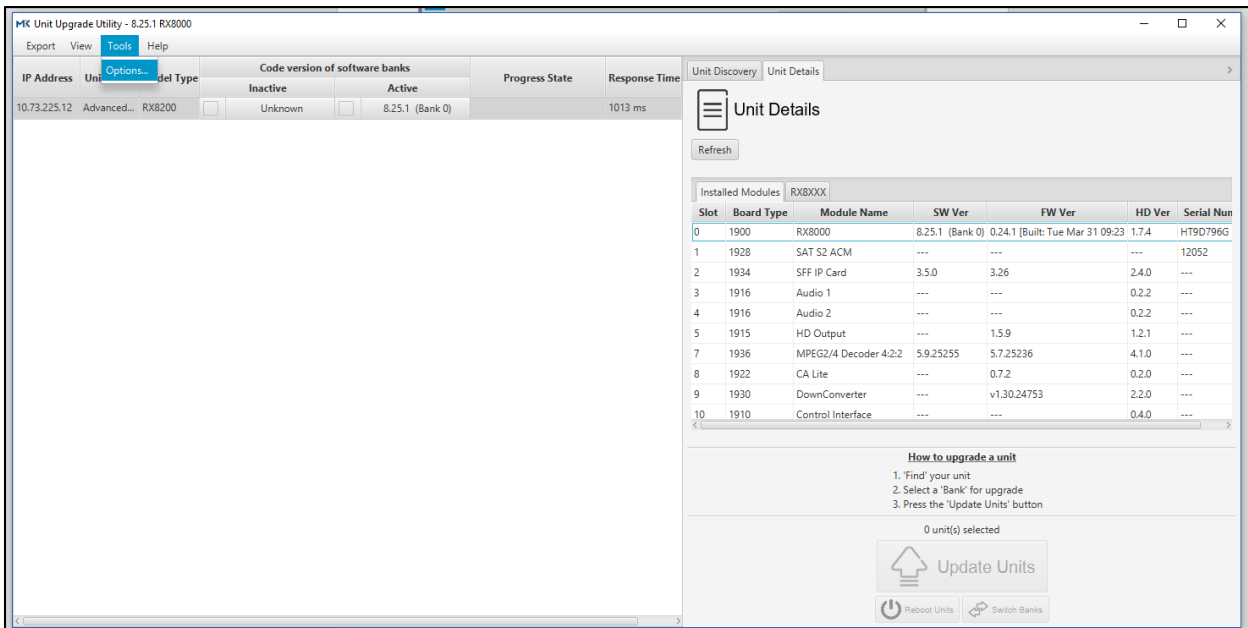 MK Unit Upgrade Utility - 8.25.1 RX8000
Export View Tools Help
Options...
IP Address Uni del Type Code version of software banks Progress State Response Time
Inactive Active
10.73.225.12 Advanced... RX8200 Unknown 8.25.1 (Bank 0) 1013 ms
Unit Discovery Unit Details
Unit Details
Refresh
Installed Modules RX8XXX
Slot Board Type Module Name SW Ver FW Ver HD Ver Serial Num
0 1900 RX8000 8.25.1 (Bank 0) 0.24.1 [Built: Tue Mar 31 09:23 1.7.4 HT9D796G
1 1928 SAT S2 ACM --- --- --- 12052
2 1934 SFF IP Card 3.5.0 3.26 2.4.0 ---
3 1916 Audio 1 --- --- 0.2.2 ---
4 1916 Audio 2 --- --- 0.2.2 ---
5 1915 HD Output --- 1.5.9 1.2.1 ---
7 1936 MPEG2/4 Decoder 4:2:2 5.9.25255 5.7.25236 4.1.0 ---
8 1922 CA Lite --- 0.7.2 0.2.0 ---
9 1930 DownConverter --- v1.30.24753 2.2.0 ---
10 1910 Control Interface --- --- 0.4.0 ---
How to upgrade a unit
1. 'Find' your unit
2. Select a 'Bank' for upgrade
3. Press the 'Update Units' button
0 unit(s) selected
Update Units
Reboot Units Switch Banks